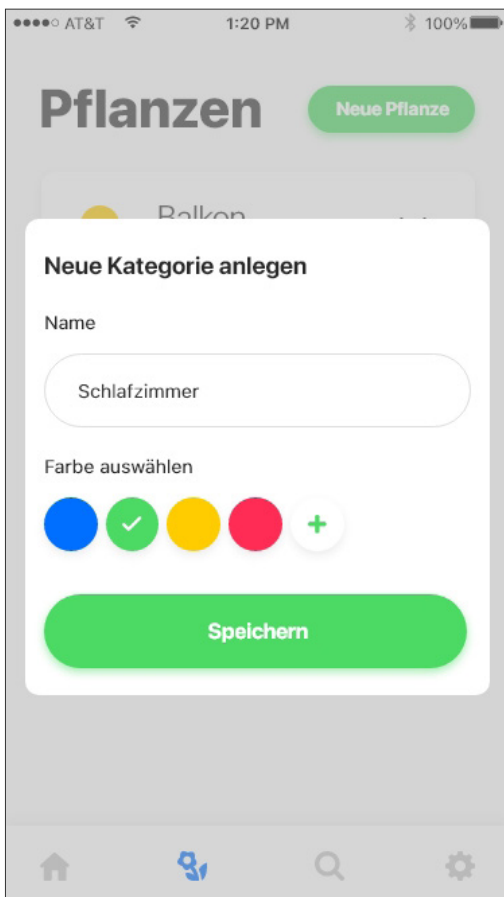 AT&T 1:20 PM 100%
Pflanzen
Neue Pflanze
Balkon
Neue Kategorie anlegen
Name
Schlafzimmer
Farbe auswählen
Speichern